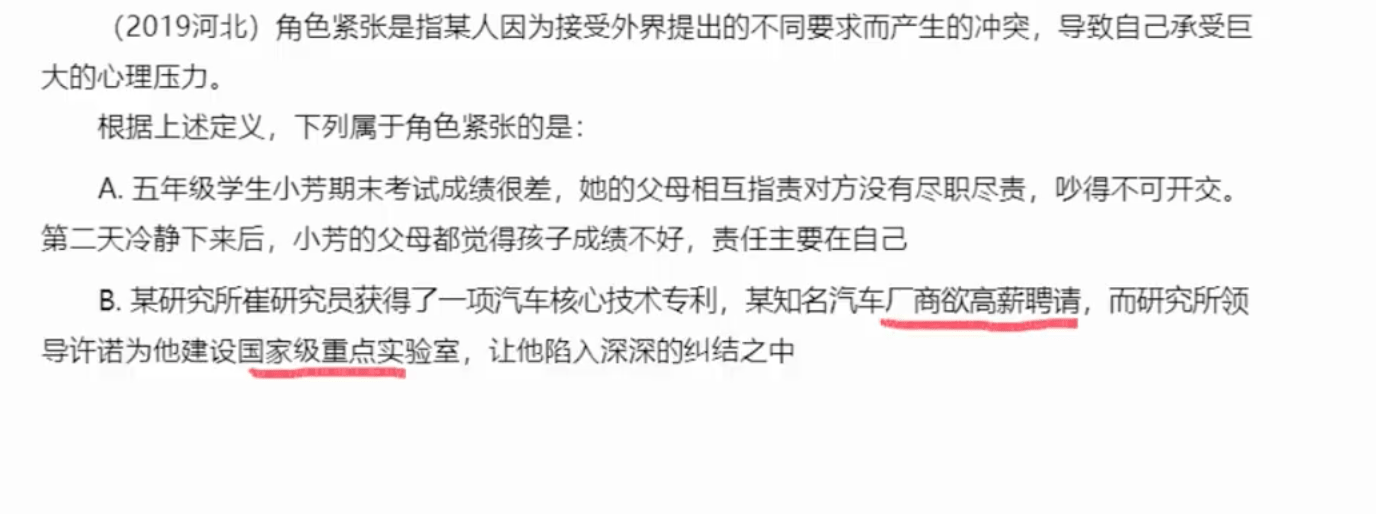 （2019河北）角色紧张是指某人因为接受外界提出的不同要求而产生的冲突，导致自己承受巨
大的心理压力。
根据上述定义，下列属于角色紧张的是：
A. 五年级学生小芳期末考试成绩很差，她的父母相互指责对方没有尽职尽责，吵得不可开交。
第二天冷静下来后，小芳的父母都觉得孩子成绩不好，责任主要在自己
B. 某研究所崔研究员获得了一项汽车核心技术专利，某知名汽车厂商欲高薪聘请，而研究所领
导许诺为他建设国家级重点实验室，让他陷入深深的纠结之中